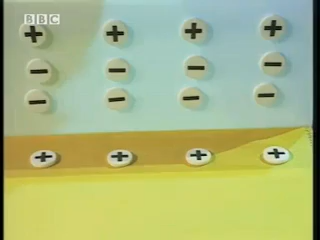 BBC
+ + + +
− − − −
− − − −
+ + + +